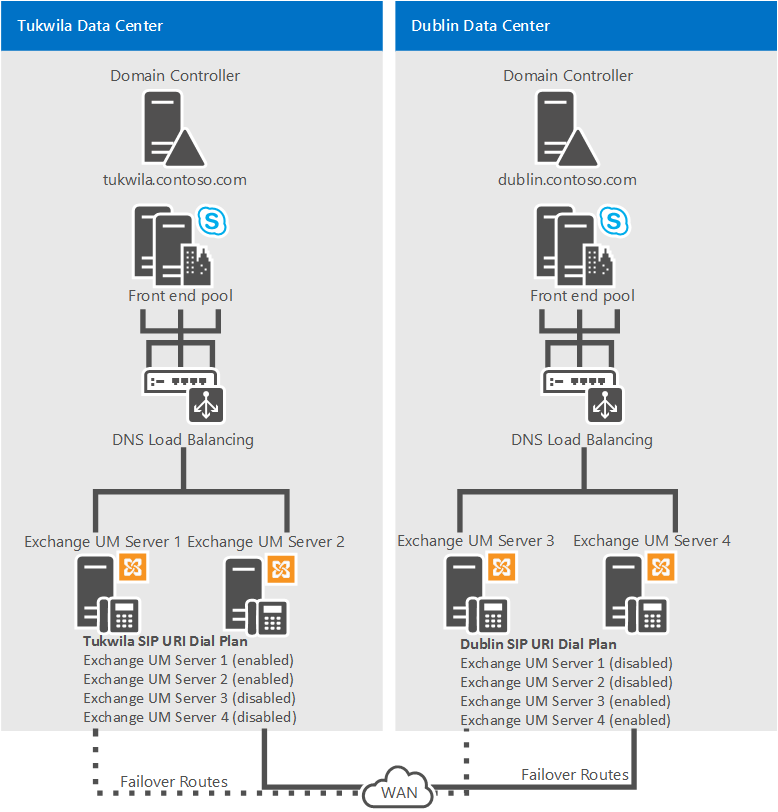 Tukwila Data Center
Domain Controller
tukwila.contoso.com
S
Front end pool
DNS Load Balancing
Exchange UM Server 1
Exchange UM Server 2
Tukwila SIP URI Dial Plan
Exchange UM Server 1 (enabled)
Exchange UM Server 2 (enabled)
Exchange UM Server 3 (disabled)
Exchange UM Server 4 (disabled)
Failover Routes
Dublin Data Center
Domain Controller
dublin.contoso.com
S
Front end pool
DNS Load Balancing
Exchange UM Server 3
Exchange UM Server 4
Dublin SIP URI Dial Plan
Exchange UM Server 1 (disabled)
Exchange UM Server 2 (disabled)
Exchange UM Server 3 (enabled)
Exchange UM Server 4 (enabled)
Failover Routes
WAN